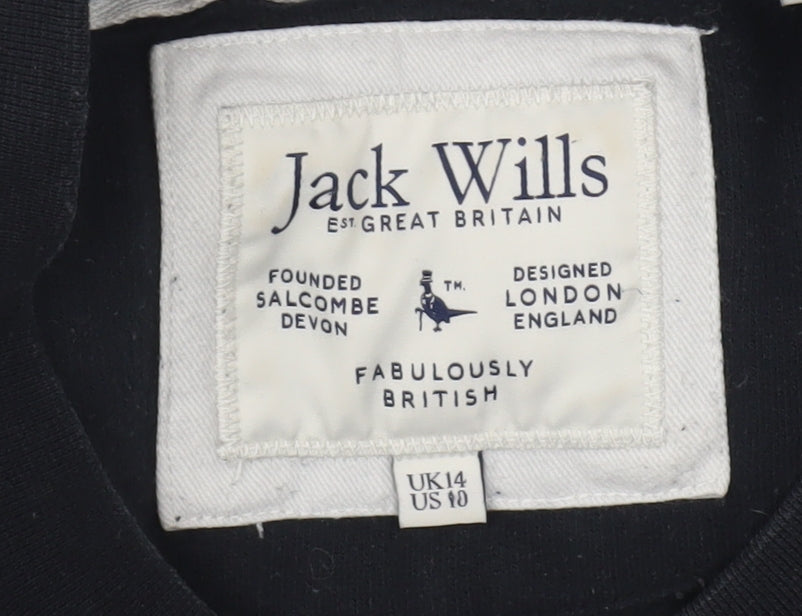 Jack Wills
EST. GREAT BRITAIN
FOUNDED
SALCOMBE
DEVON
TM.
DESIGNED
LONDON
ENGLAND
FABULOUSLY
BRITISH
UK14
US 10